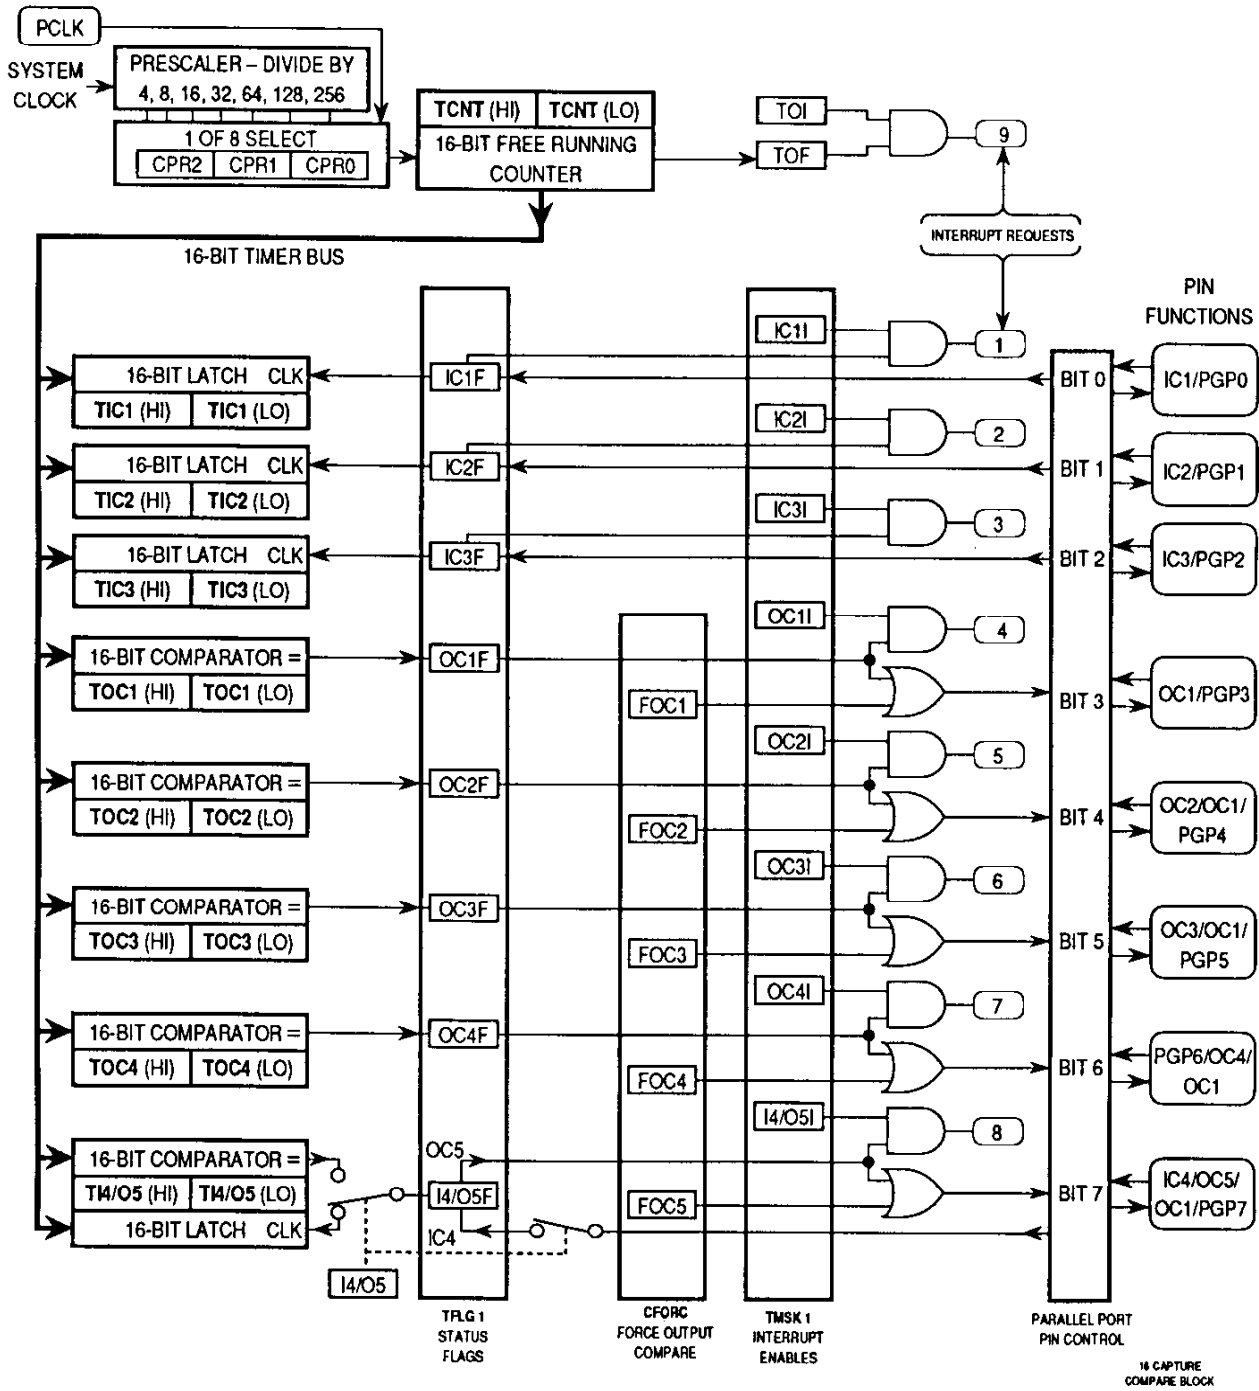 PCLK
SYSTEM
CLOCK
PRESCALER – DIVIDE BY
4, 8, 16, 32, 64, 128, 256
1 OF 8 SELECT
CPR2 CPR1 CPR0
TCNT (HI) TCNT (LO)
16-BIT FREE RUNNING
COUNTER
TOI
TOF
9
INTERRUPT REQUESTS
16-BIT TIMER BUS
PIN
FUNCTIONS
IC1I
1
16-BIT LATCH CLK
IC1F
BIT 0
IC1/PGP0
TIC1 (HI) TIC1 (LO)
IC2I
2
16-BIT LATCH CLK
IC2F
BIT 1
IC2/PGP1
TIC2 (HI) TIC2 (LO)
IC3I
3
16-BIT LATCH CLK
IC3F
BIT 2
IC3/PGP2
TIC3 (HI) TIC3 (LO)
OC1I
4
16-BIT COMPARATOR =
OC1F
TOC1 (HI) TOC1 (LO)
FOC1
BIT 3
OC1/PGP3
OC2I
5
16-BIT COMPARATOR =
OC2F
TOC2 (HI) TOC2 (LO)
FOC2
BIT 4
OC2/OC1/
PGP4
OC3I
6
16-BIT COMPARATOR =
OC3F
TOC3 (HI) TOC3 (LO)
FOC3
BIT 5
OC3/OC1/
PGP5
OC4I
7
16-BIT COMPARATOR =
OC4F
TOC4 (HI) TOC4 (LO)
FOC4
BIT 6
PGP6/OC4/
OC1
I4/O5I
8
16-BIT COMPARATOR =
OC5
TI4/O5 (HI) TI4/O5 (LO)
I4/O5F
FOC5
BIT 7
IC4/OC5/
OC1/PGP7
16-BIT LATCH CLK
IC4
I4/O5
TFLG 1
STATUS
FLAGS
CFORC
FORCE OUTPUT
COMPARE
TMSK 1
INTERRUPT
ENABLES
PARALLEL PORT
PIN CONTROL
16 CAPTURE
COMPARE BLOCK